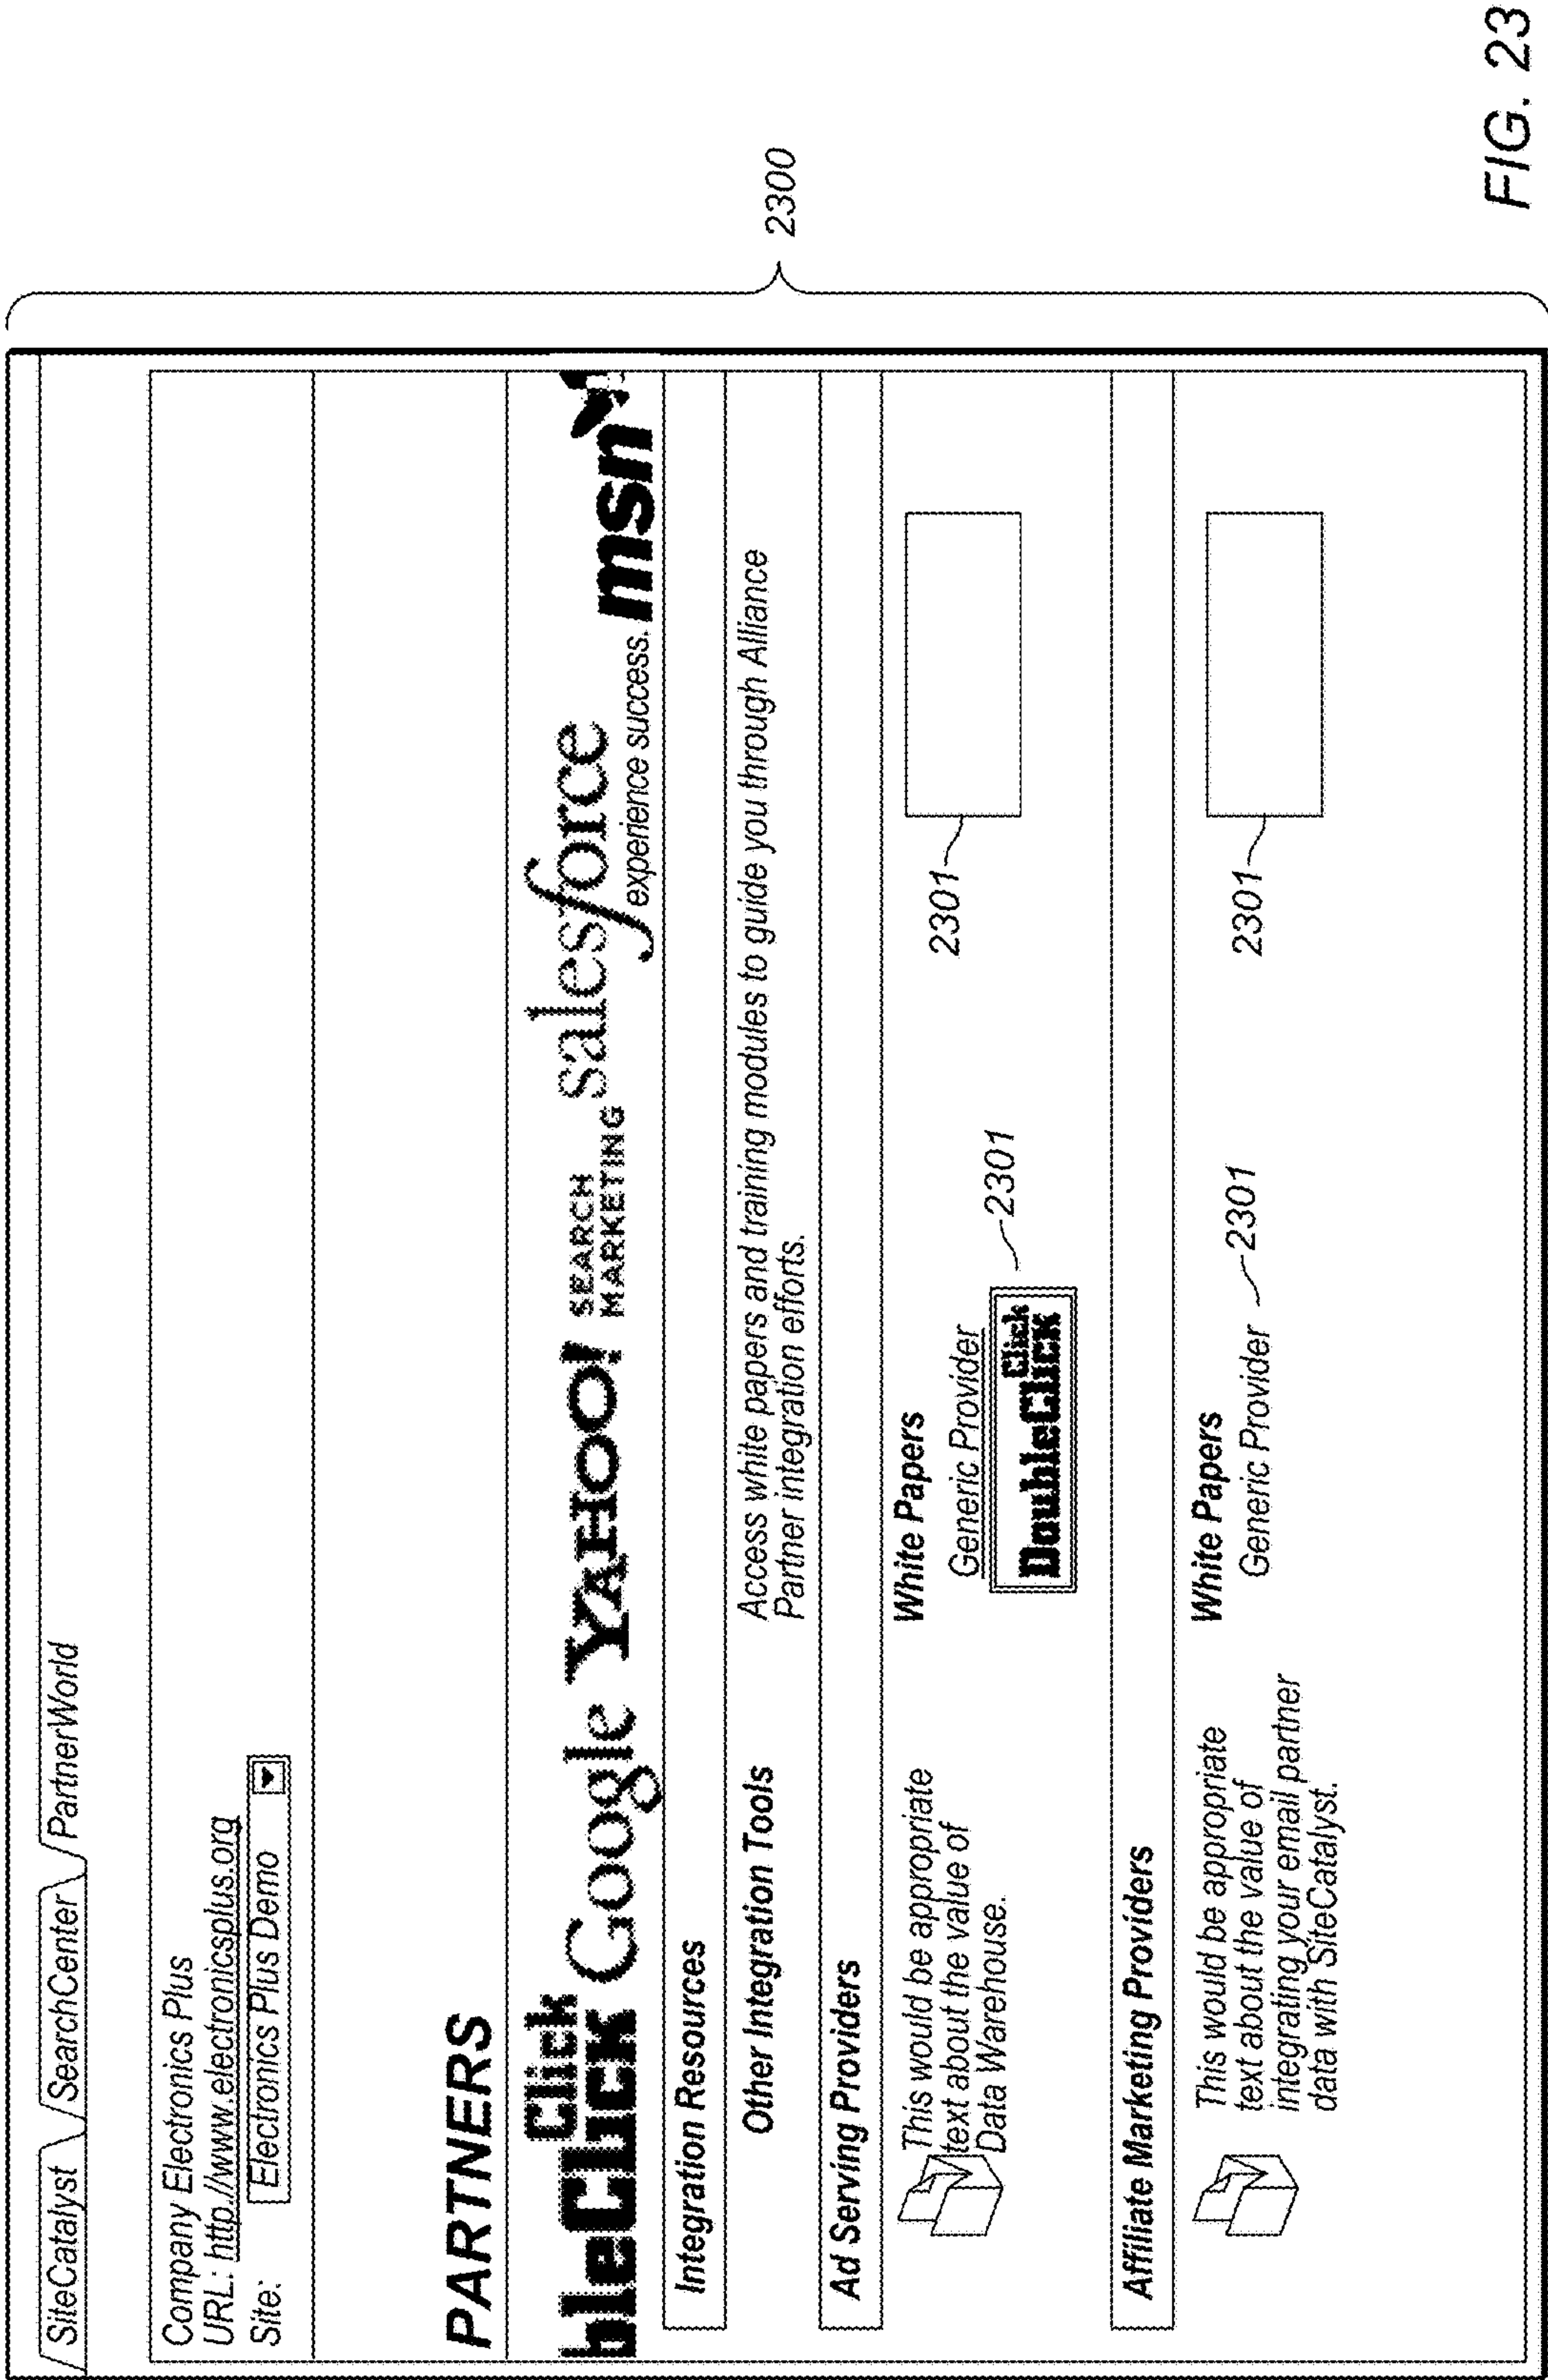 SiteCatalyst SearchCenter PartnerWorld
Company Electronics Plus
URL: http://www.electronicsplus.org
Site: Electronics Plus Demo
PARTNERS
bleClick Click Google YAHOO! SEARCH MARKETING salesforce experience success. msn
Integration Resources
Other Integration Tools
Access white papers and training modules to guide you through Alliance
Partner integration efforts.
Ad Serving Providers
This would be appropriate
text about the value of
Data Warehouse.
White Papers
Generic Provider
DoubleClick Click
2301
2301
Affiliate Marketing Providers
This would be appropriate
text about the value of
integrating your email partner
data with SiteCatalyst.
White Papers
Generic Provider 2301
2301
2300
FIG. 23